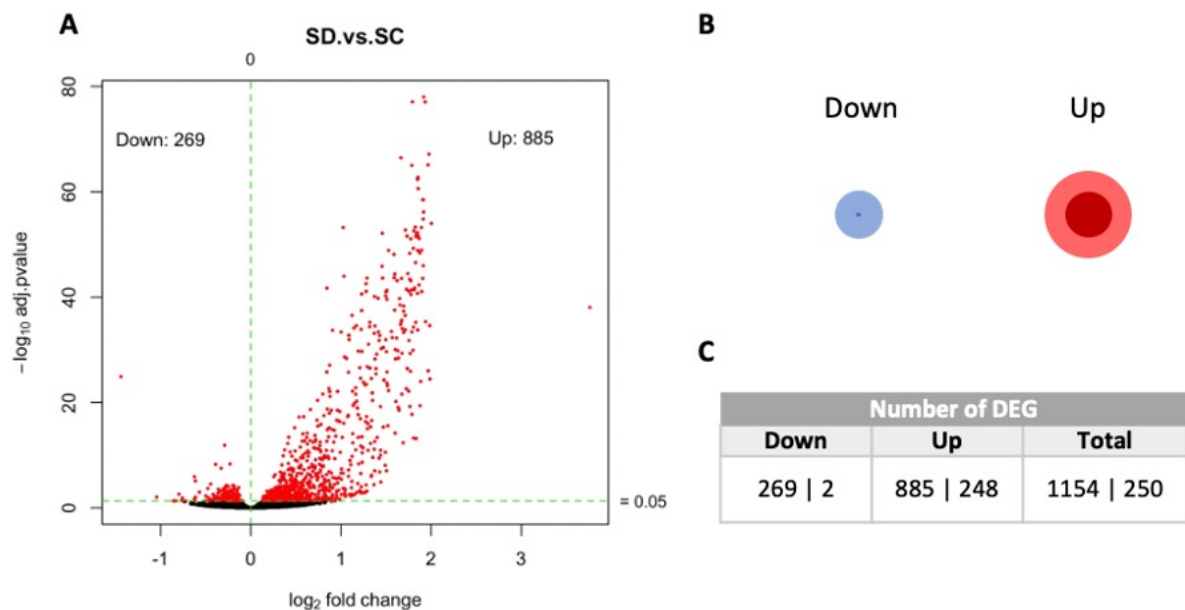 A
SD.vs.SC
0
80
60
40
20
0
Down: 269
Up: 885
-log10 adj.pvalue
= 0.05
-1 0 1 2 3
log2 fold change
B
Down Up
C
Number of DEG
Down Up Total
269 | 2 885 | 248 1154 | 250